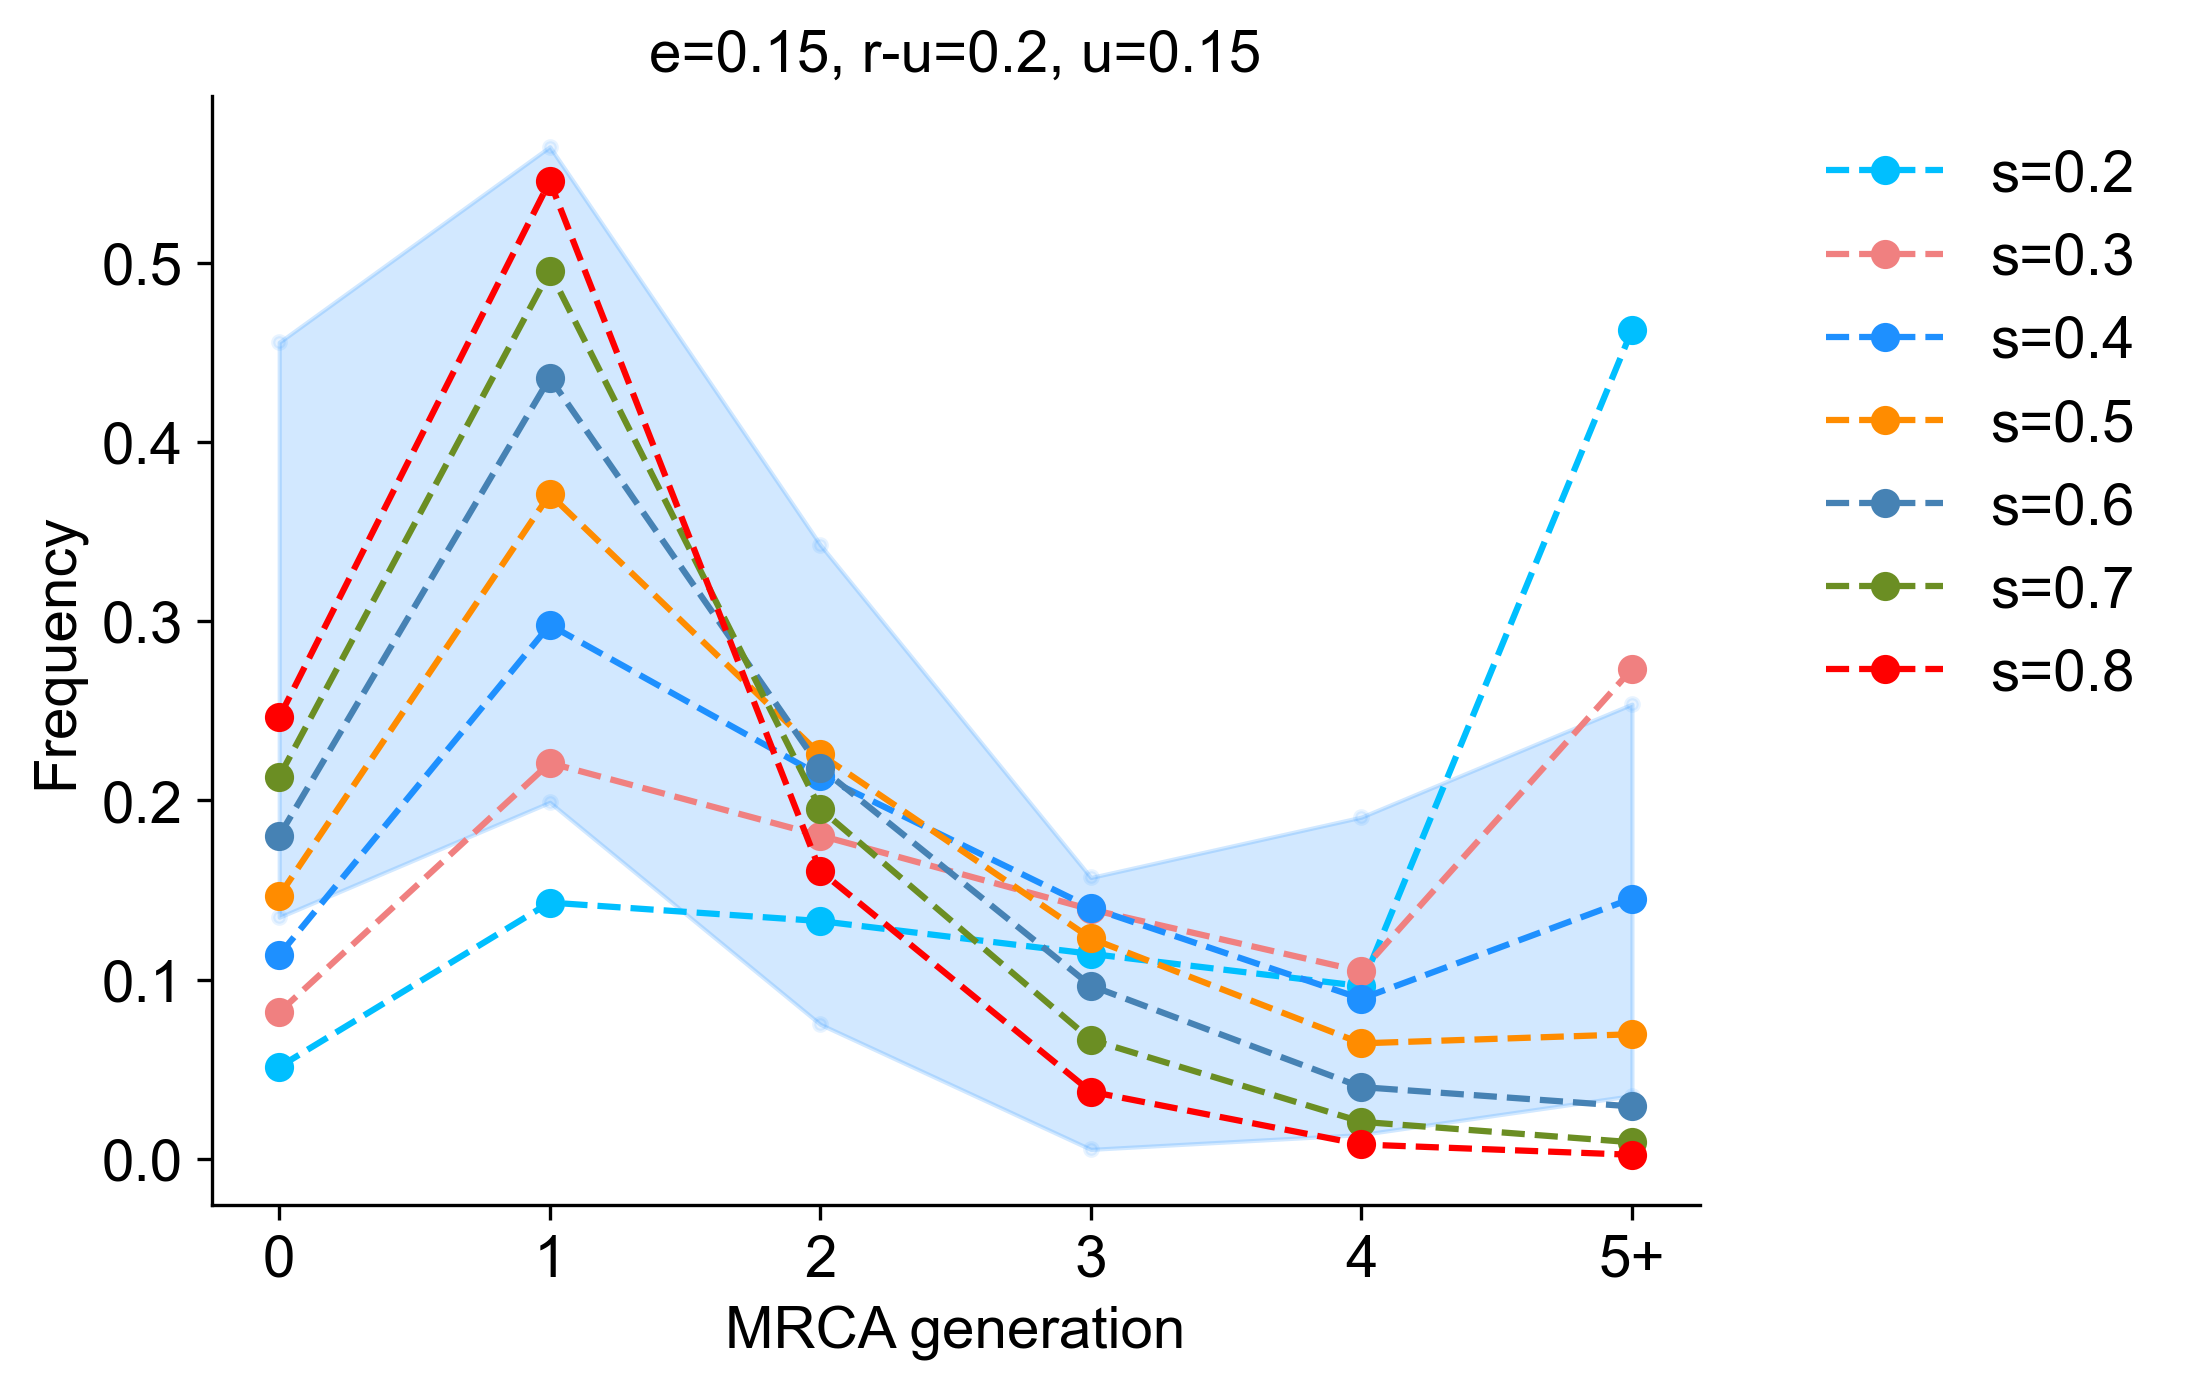 e=0.15, r-u=0.2, u=0.15
Frequency
0.5
0.4
0.3
0.2
0.1
0.0
0 1 2 3 4 5+
MRCA generation
s=0.2
s=0.3
s=0.4
s=0.5
s=0.6
s=0.7
s=0.8